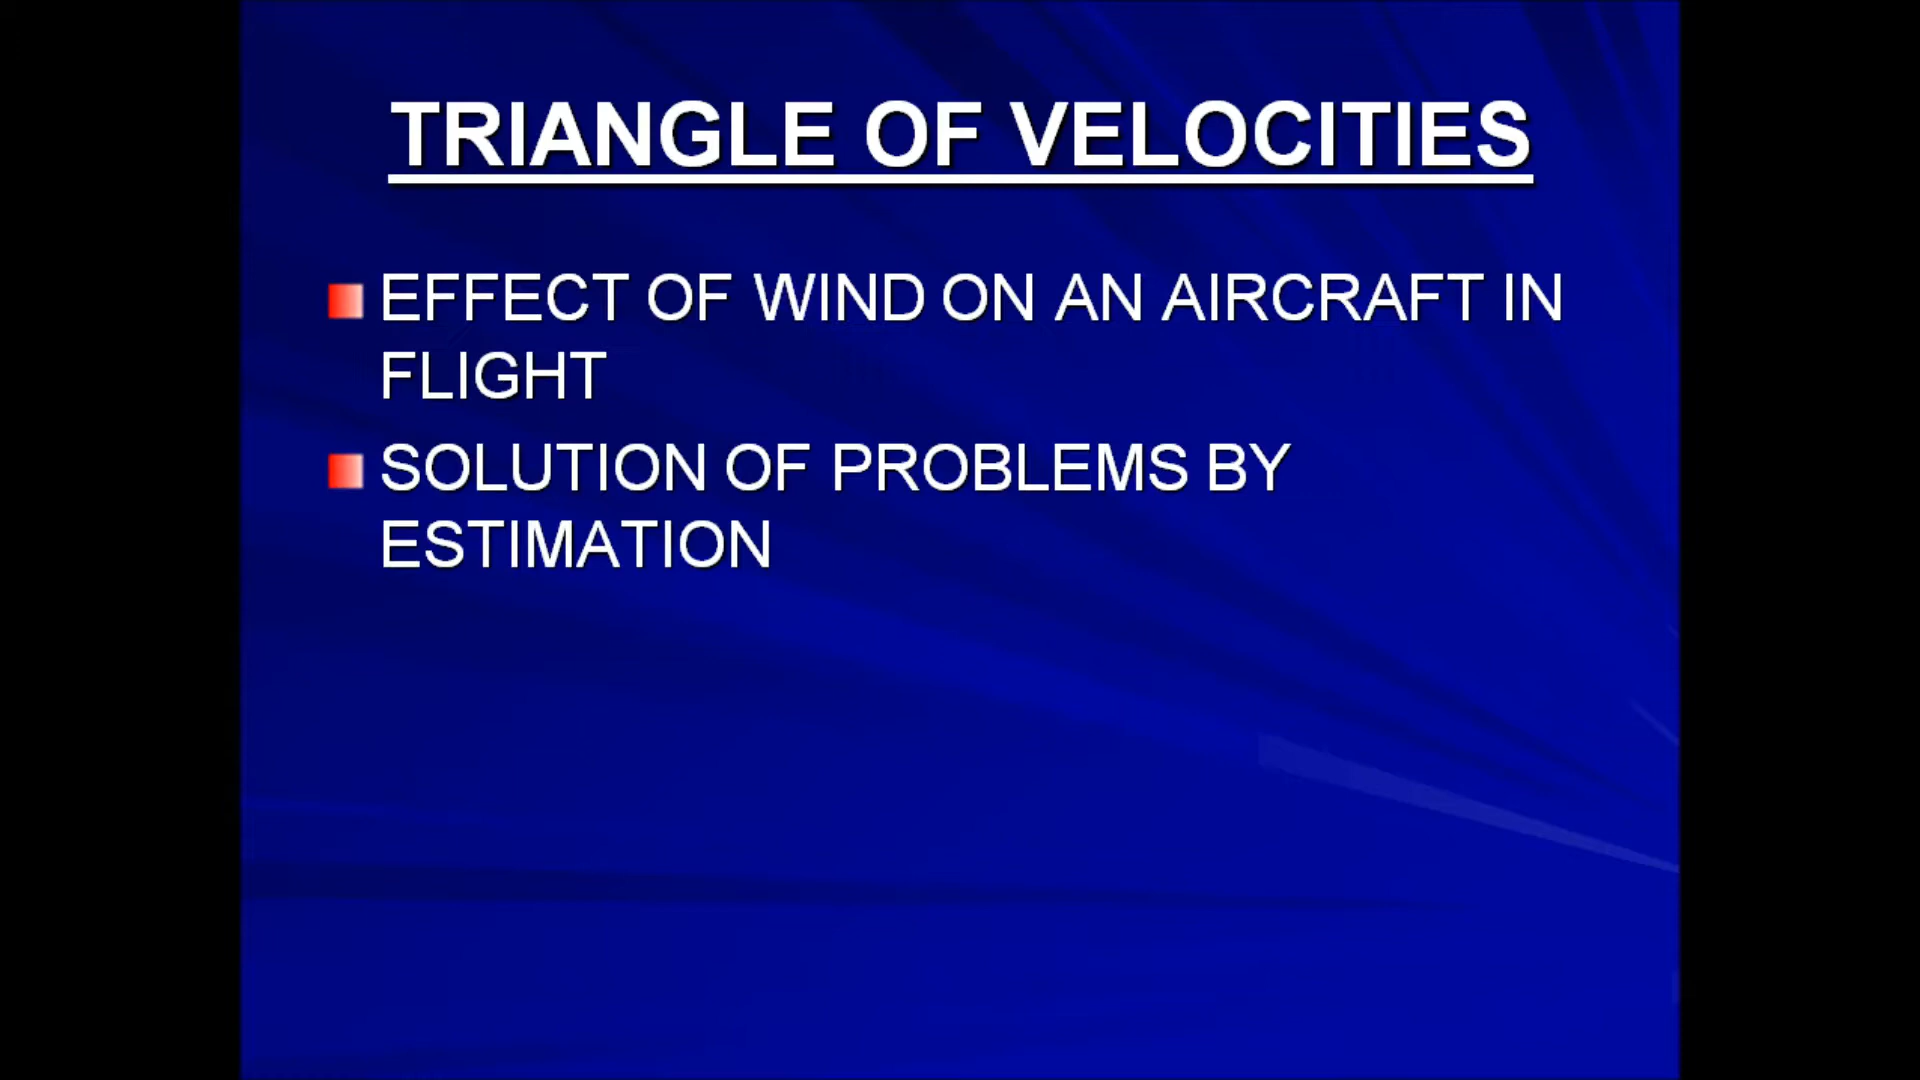 TRIANGLE OF VELOCITIES
EFFECT OF WIND ON AN AIRCRAFT IN
FLIGHT
SOLUTION OF PROBLEMS BY
ESTIMATION